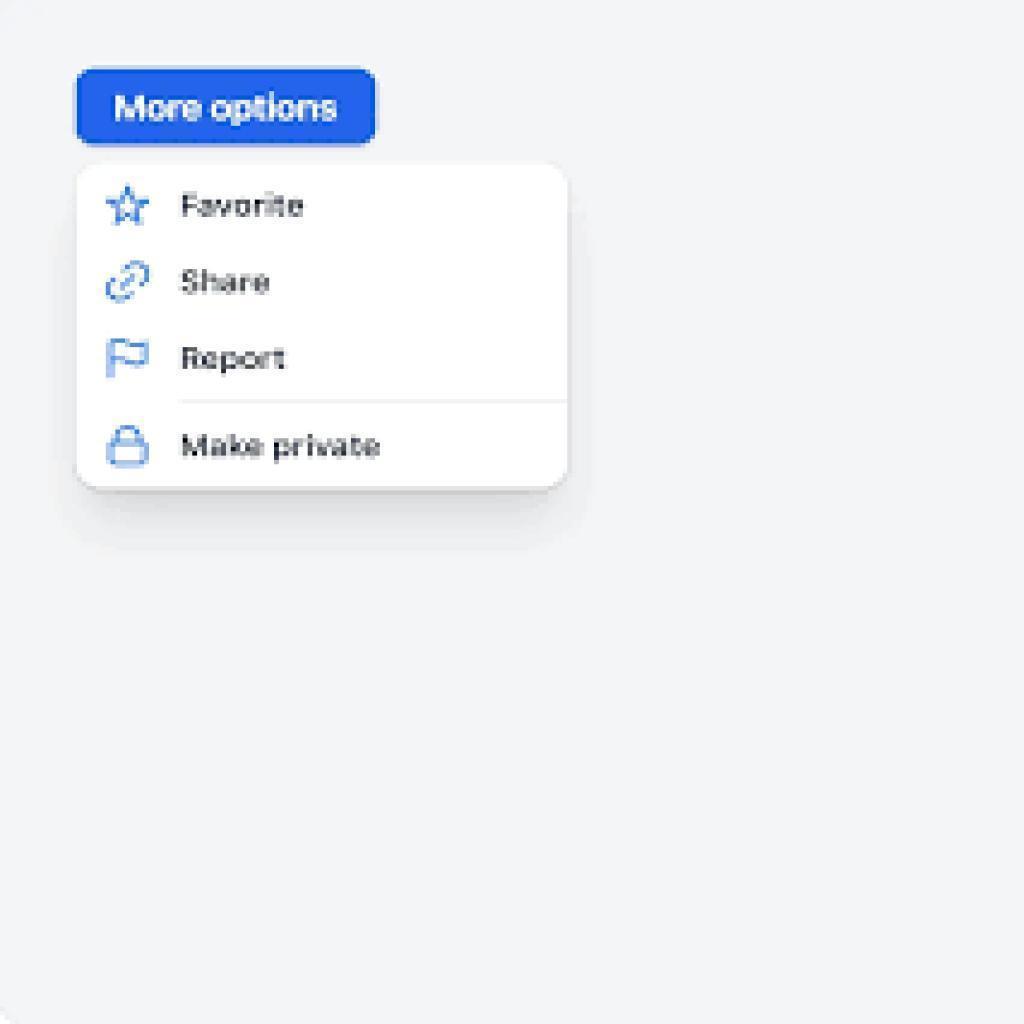 More options
Favorite
Share
Report
Make private